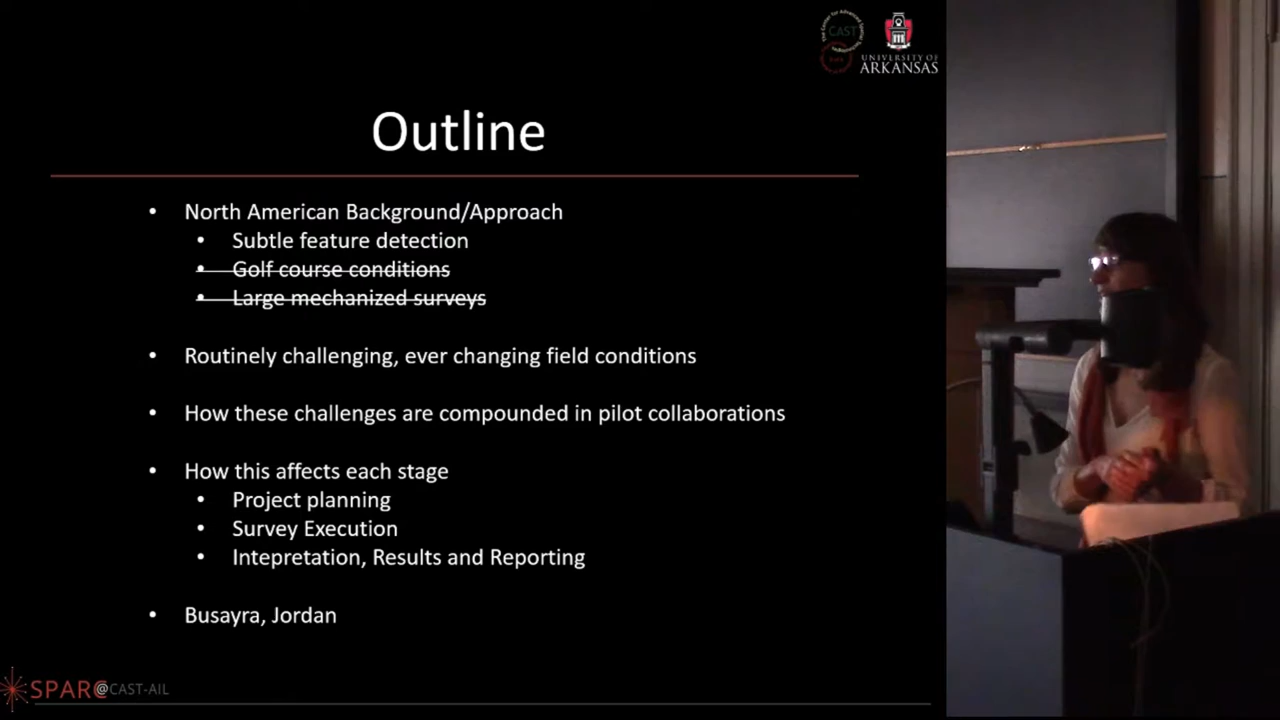 CAST
UNIVERSITY OF
ARKANSAS
Outline
• North American Background/Approach
• Subtle feature detection
• Golf course conditions
• Large mechanized surveys
• Routinely challenging, ever changing field conditions
• How these challenges are compounded in pilot collaborations
• How this affects each stage
• Project planning
• Survey Execution
• Intepretation, Results and Reporting
• Busayra, Jordan
SPARC@CAST-AIL